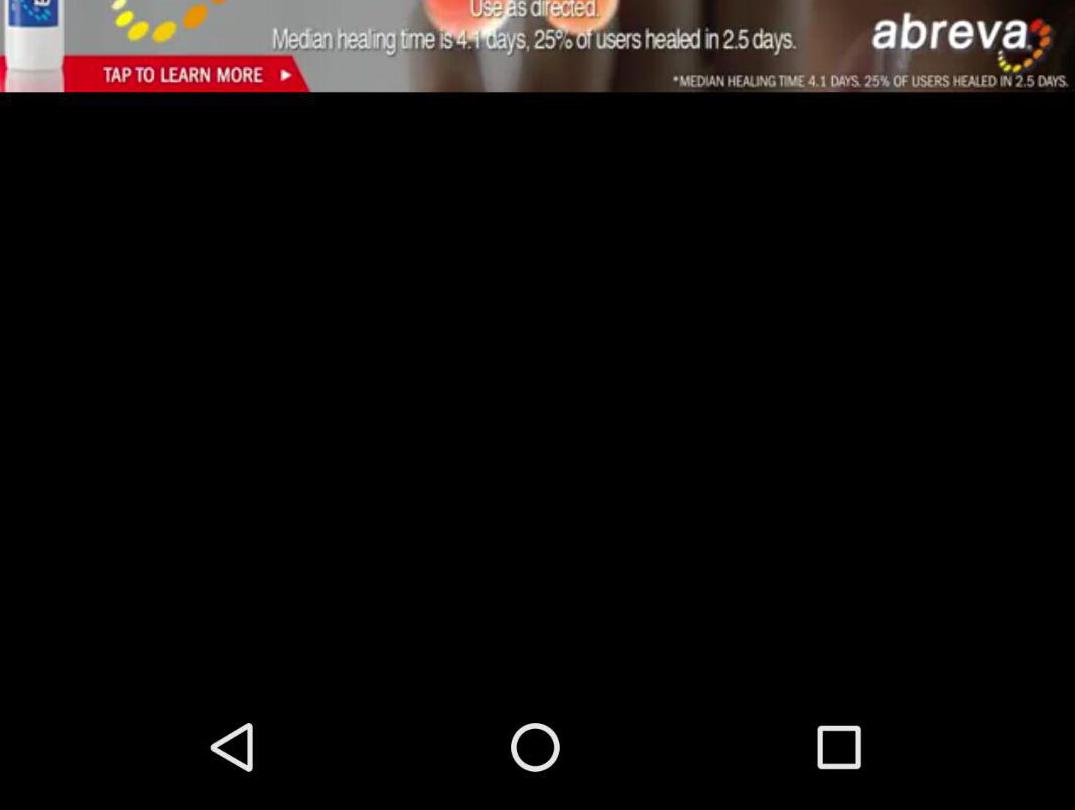 Use as directed.
Median healing time is 4.1 days, 25% of users healed in 2.5 days.
abreva
TAP TO LEARN MORE
*MEDIAN HEALING TIME 4.1 DAYS. 25% OF USERS HEALED IN 2.5 DAYS.